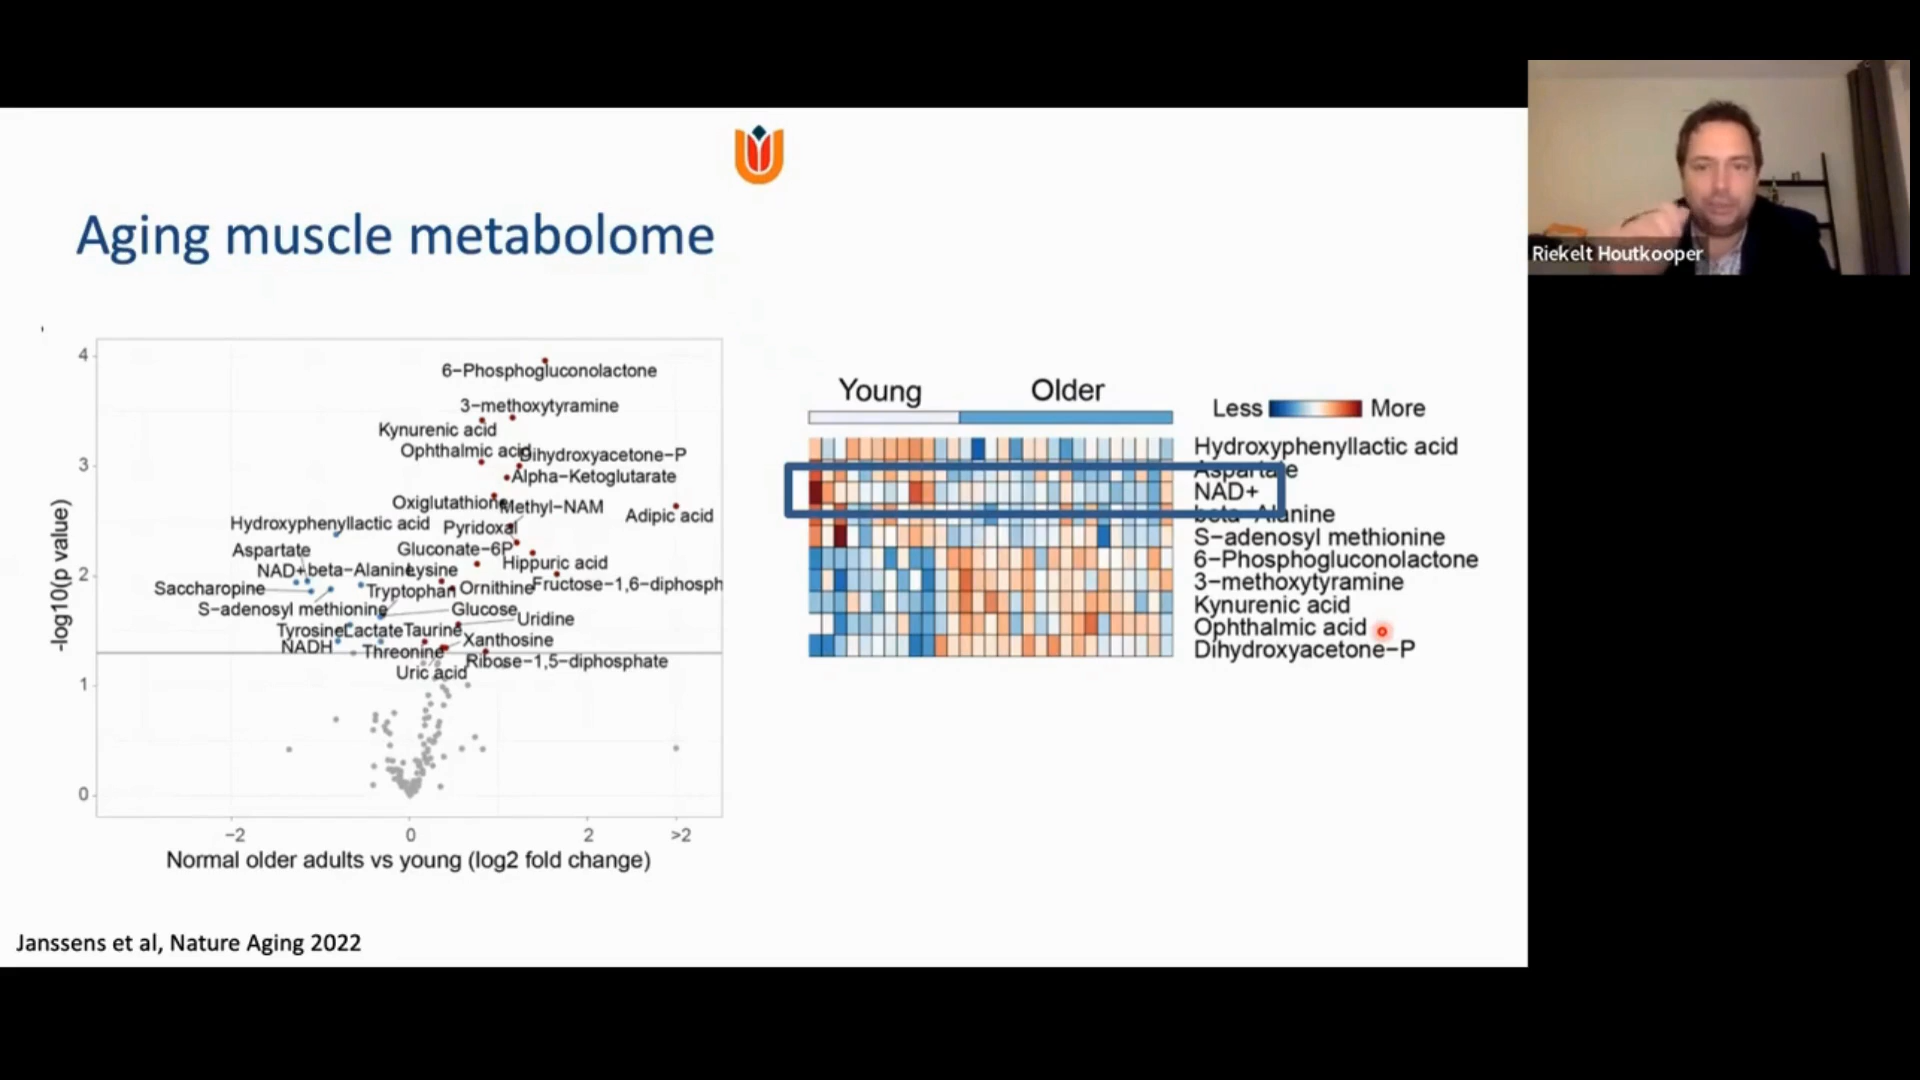 Riekelt Houtkooper
Aging muscle metabolome
4
3
2
1
0
-log10(p value)
6−Phosphogluconolactone
3−methoxytyramine
Kynurenic acid
Ophthalmic acid
Dihydroxyacetone−P
Alpha−Ketoglutarate
Oxiglutathione
Methyl−NAM
Adipic acid
Hydroxyphenyllactic acid
Pyridoxal
Aspartate
Gluconate−6P
Hippuric acid
NAD+
beta−Alanine
Lysine
Saccharopine
Tryptophan
Ornithine
Fructose−1,6−diphosph
S−adenosyl methionine
Glucose
Uridine
Tyrosine
Lactate
Taurine
Xanthosine
NADH
Threonine
Ribose−1,5−diphosphate
Uric acid
−2
0
2
>2
Normal older adults vs young (log2 fold change)
Young
Older
Less
More
Hydroxyphenyllactic acid
Aspartate
NAD+
beta−Alanine
S−adenosyl methionine
6−Phosphogluconolactone
3−methoxytyramine
Kynurenic acid
Ophthalmic acid
Dihydroxyacetone−P
Janssens et al, Nature Aging 2022